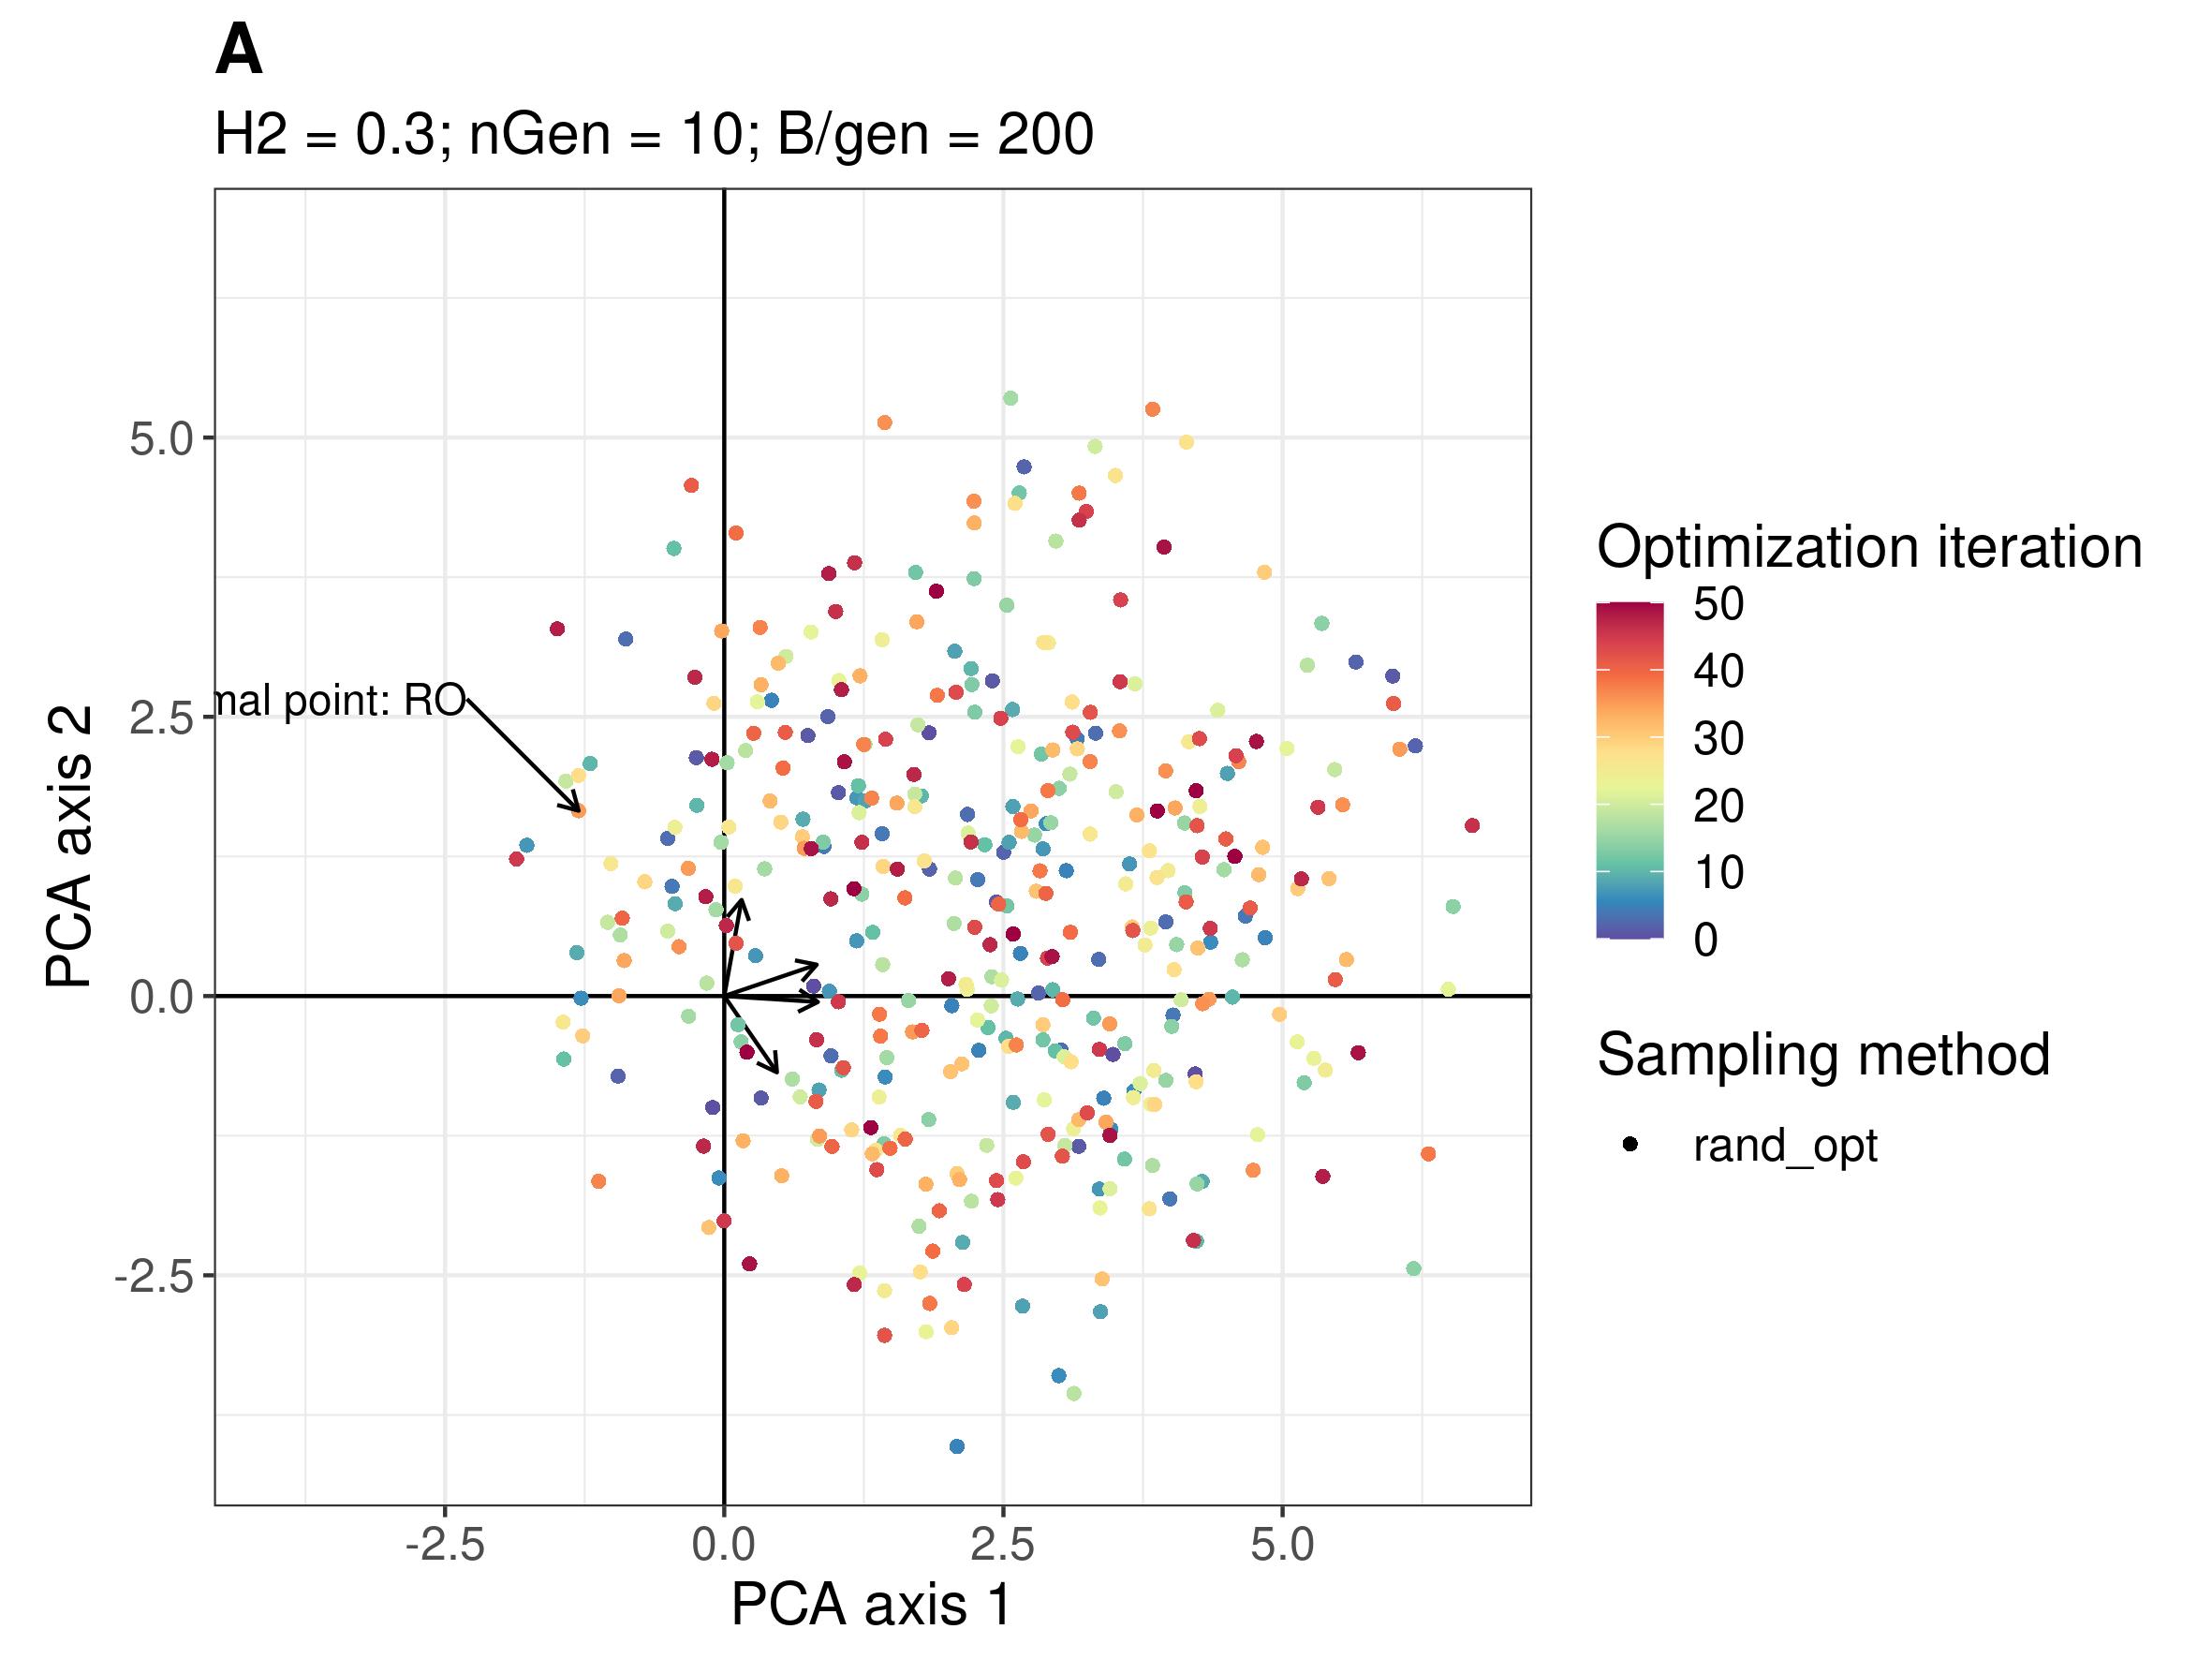 A
H2 = 0.3; nGen = 10; B/gen = 200
5.0
2.5
0.0
-2.5
PCA axis 2
mal point: RO
-2.5
0.0
2.5
5.0
PCA axis 1
Optimization iteration
50
40
30
20
10
0
Sampling method
rand_opt